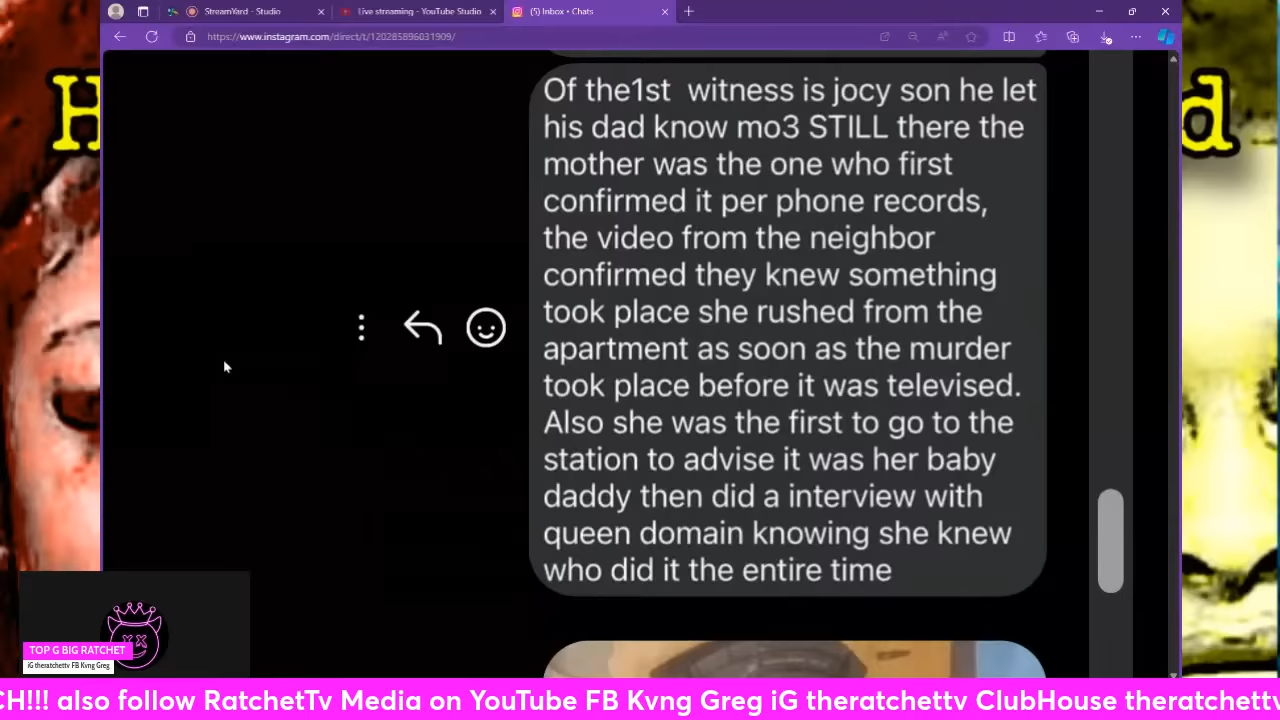 StreamYard - Studio
Live streaming - YouTube Studio
(5) Inbox • Chats
https://www.instagram.com/direct/t/120285896031909/
H
d
Of the1st witness is jocy son he let
his dad know mo3 STILL there the
mother was the one who first
confirmed it per phone records,
the video from the neighbor
confirmed they knew something
took place she rushed from the
apartment as soon as the murder
took place before it was televised.
Also she was the first to go to the
station to advise it was her baby
daddy then did a interview with
queen domain knowing she knew
who did it the entire time
TOP G BIG RATCHET
iG theratchettv FB Kvng Greg
CH!!! also follow RatchetTv Media on YouTube FB Kvng Greg iG theratchettv ClubHouse theratchettv